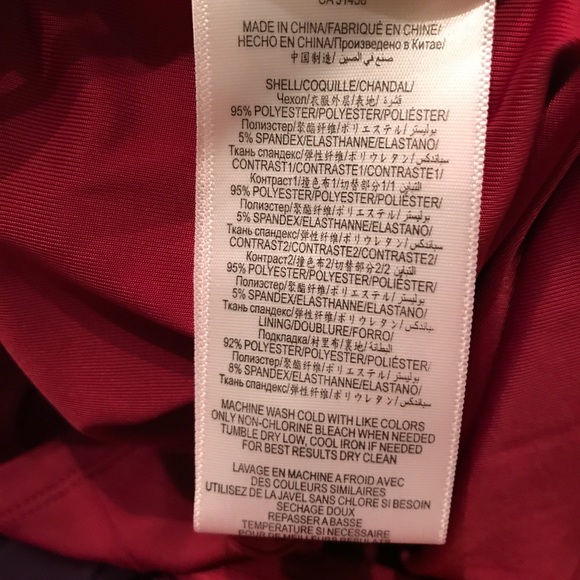 CA 51456
MADE IN CHINA/FABRIQUÉ EN CHINE/
HECHO EN CHINA/Произведено в Китае/
中国制造/ صنع في الصين/
SHELL/COQUILLE/CHANDAL/
Чехол/衣服外层/表地/ قشرة/
95% POLYESTER/POLYESTER/POLIÉSTER/
Полиэстер/聚酯纤维/ポリエステル/ بوليستر/
5% SPANDEX/ELASTHANNE/ELASTANO/
Ткань спандекс/弹性纤维/ポリウレタン/ سباندكس/
CONTRAST1/CONTRASTE1/CONTRASTE1/
Контраст1/撞色布1/切替部分1/ التباين 1/
95% POLYESTER/POLYESTER/POLIÉSTER/
Полиэстер/聚酯纤维/ポリエステル/ بوليستر/
5% SPANDEX/ELASTHANNE/ELASTANO/
Ткань спандекс/弹性纤维/ポリウレタン/ سباندكس/
CONTRAST2/CONTRASTE2/CONTRASTE2/
Контраст2/撞色布2/切替部分2/ التباين 2/
95% POLYESTER/POLYESTER/POLIÉSTER/
Полиэстер/聚酯纤维/ポリエステル/ بوليستر/
5% SPANDEX/ELASTHANNE/ELASTANO/
Ткань спандекс/弹性纤维/ポリウレタン/ سباندكس/
LINING/DOUBLURE/FORRO/
Подкладка/衬里布/裏地/ البطانة/
92% POLYESTER/POLYESTER/POLIÉSTER/
Полиэстер/聚酯纤维/ポリエステル/ بوليستر/
8% SPANDEX/ELASTHANNE/ELASTANO/
Ткань спандекс/弹性纤维/ポリウレタン/ سباندكس/
MACHINE WASH COLD WITH LIKE COLORS
ONLY NON-CHLORINE BLEACH WHEN NEEDED
TUMBLE DRY LOW, COOL IRON IF NEEDED
FOR BEST RESULTS DRY CLEAN
LAVAGE EN MACHINE A FROID AVEC
DES COULEURS SIMILAIRES
UTILISEZ DE LA JAVEL SANS CHLORE SI BESOIN
SECHAGE DOUX
REPASSER A BASSE
TEMPERATURE SI NECESSAIRE
POUR DE MEILLEURS RESULTATS